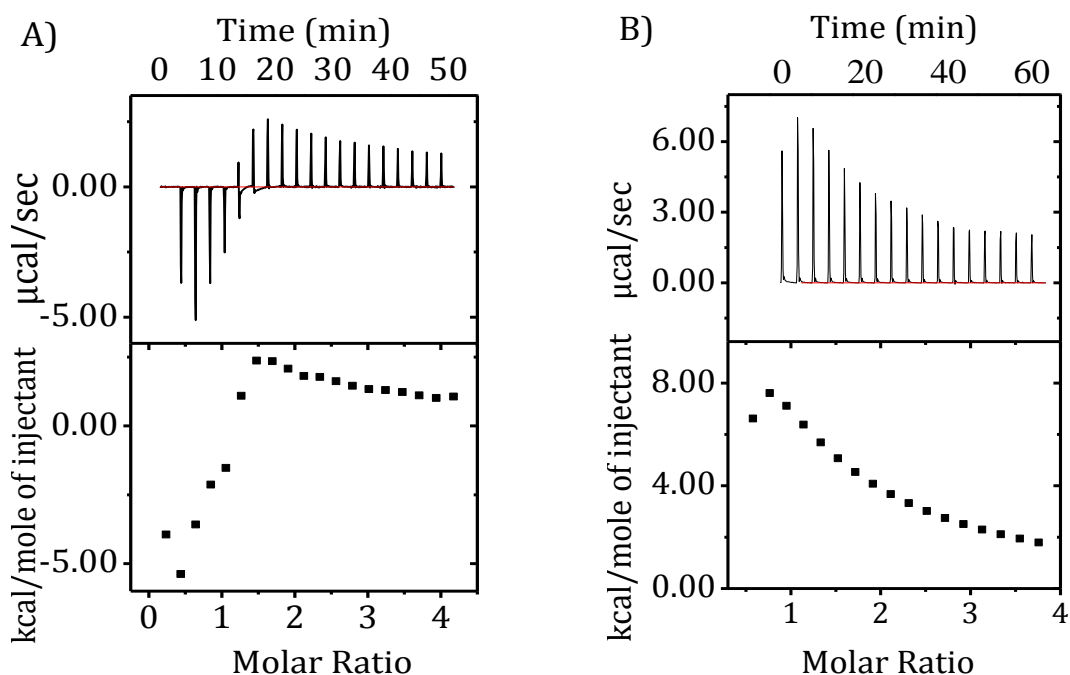 A)
Time (min)
0 10 20 30 40 50
µcal/sec
0.00
-5.00
kcal/mole of injectant
0.00
-5.00
0 1 2 3 4
Molar Ratio
B)
Time (min)
0 20 40 60
µcal/sec
6.00
3.00
0.00
kcal/mole of injectant
8.00
4.00
0.00
1 2 3 4
Molar Ratio